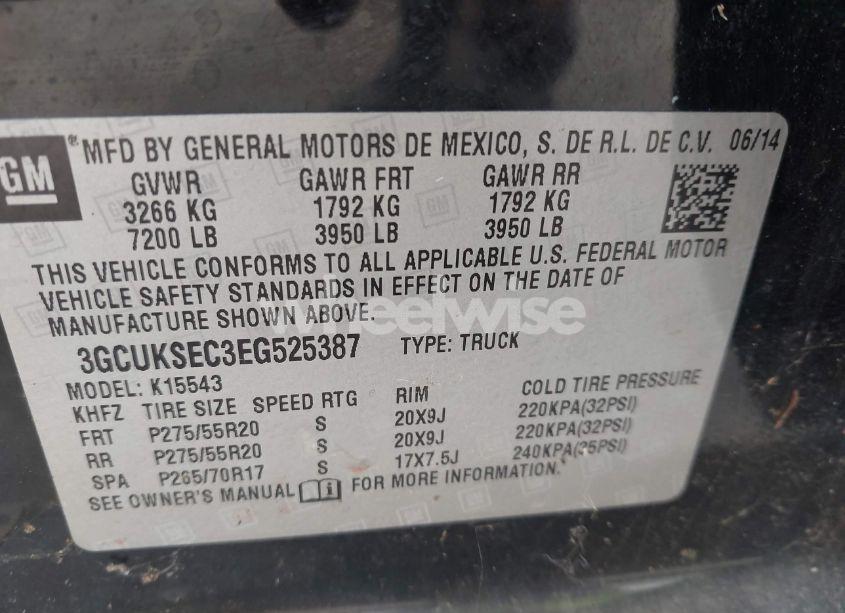 GM
® MFD BY GENERAL MOTORS DE MEXICO, S. DE R.L. DE C.V. 06/14
GVWR GAWR FRT GAWR RR
3266 KG 1792 KG 1792 KG
7200 LB 3950 LB 3950 LB
THIS VEHICLE CONFORMS TO ALL APPLICABLE U.S. FEDERAL MOTOR
VEHICLE SAFETY STANDARDS IN EFFECT ON THE DATE OF
MANUFACTURE SHOWN ABOVE.
wheelwise
3GCUKSEC3EG525387 TYPE: TRUCK
MODEL: K15543
KHFZ TIRE SIZE SPEED RTG RIM COLD TIRE PRESSURE
FRT P275/55R20 S 20X9J 220KPA(32PSI)
RR P275/55R20 S 20X9J 220KPA(32PSI)
SPA P265/70R17 S 17X7.5J 240KPA(35PSI)
SEE OWNER'S MANUAL i FOR MORE INFORMATION.